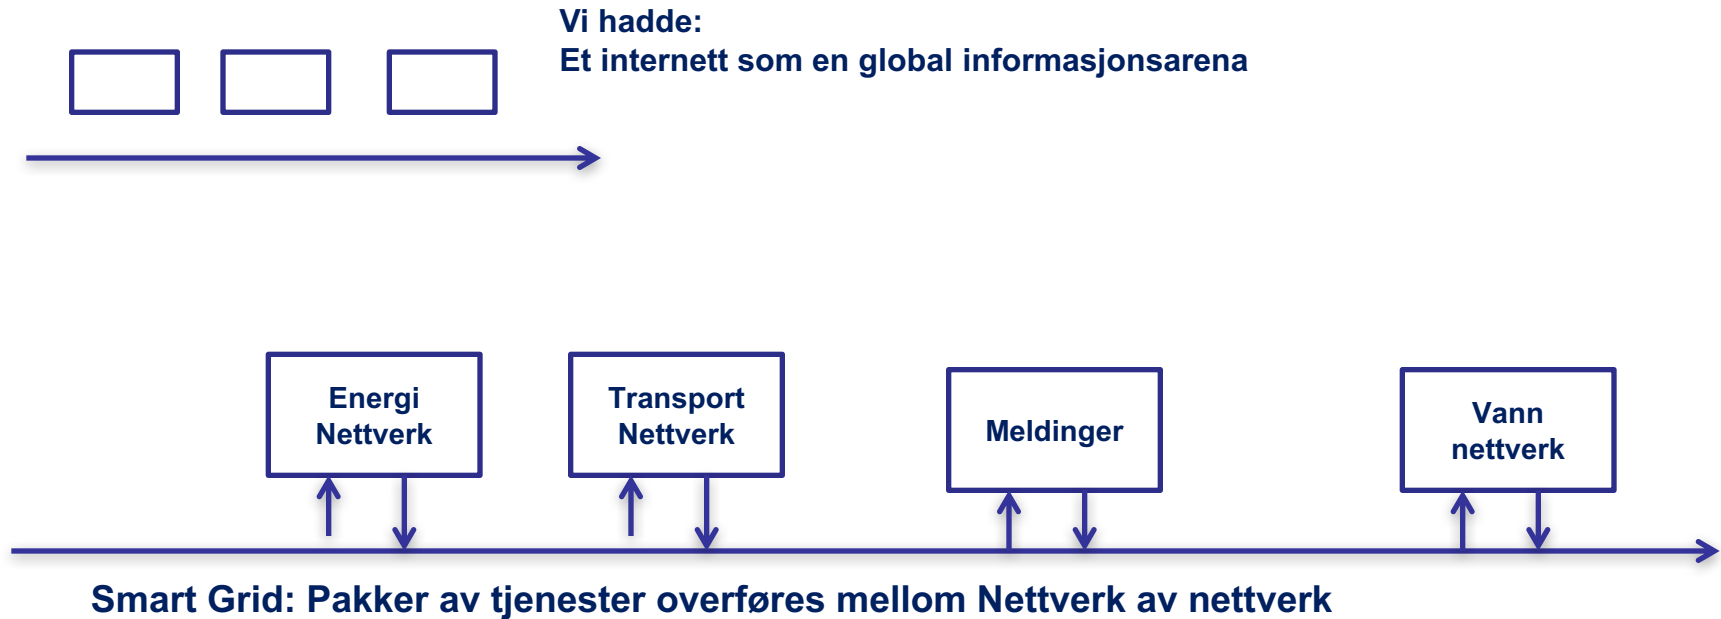 Vi hadde:
Et internett som en global informasjonsarena
Energi
Nettverk
Transport
Nettverk
Meldinger
Vann
nettverk
Smart Grid: Pakker av tjenester overføres mellom Nettverk av nettverk